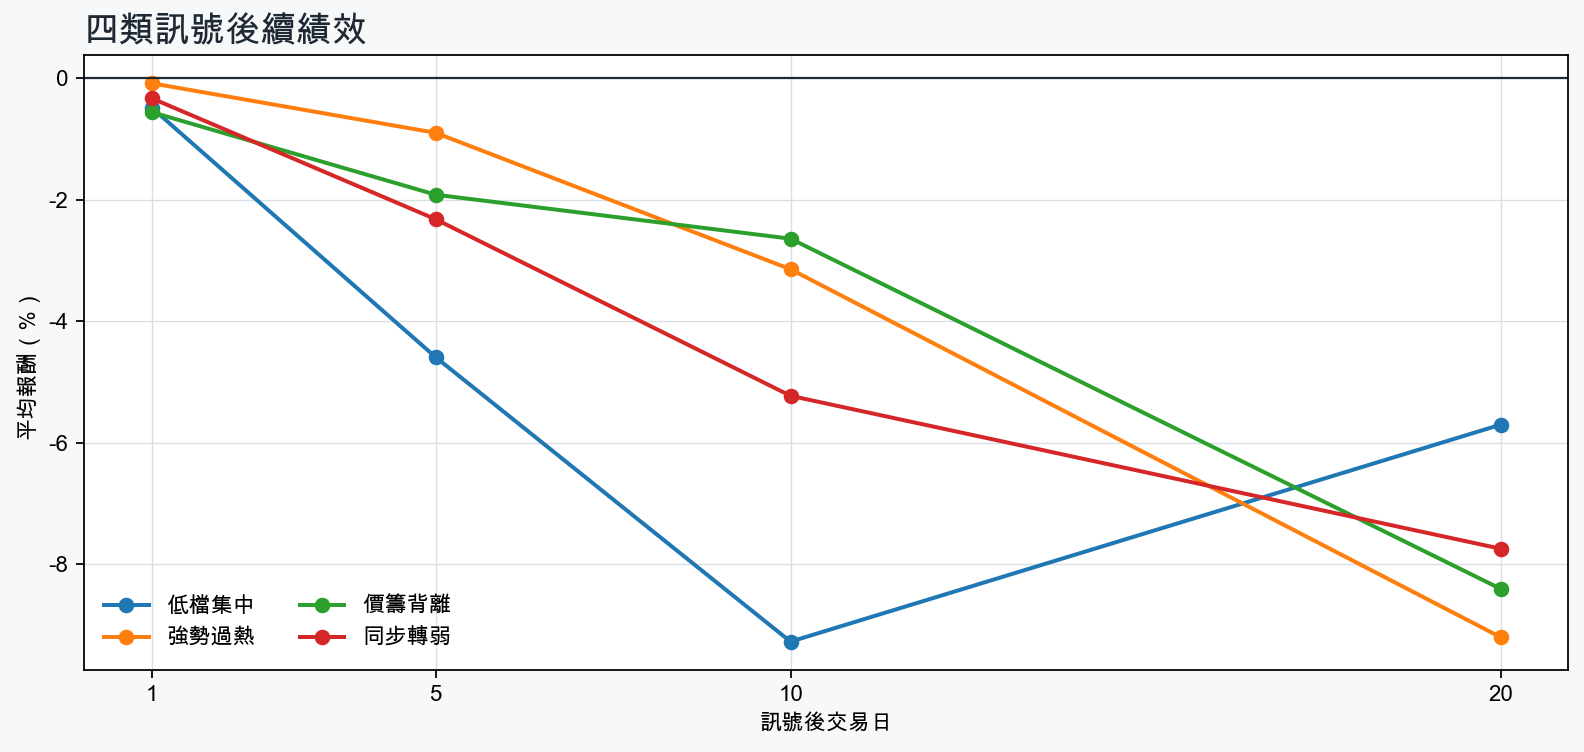 四類訊號後續績效
0
-2
-4
-6
-8
平均報酬（%）
低檔集中
強勢過熱
價籌背離
同步轉弱
1
5
10
20
訊號後交易日